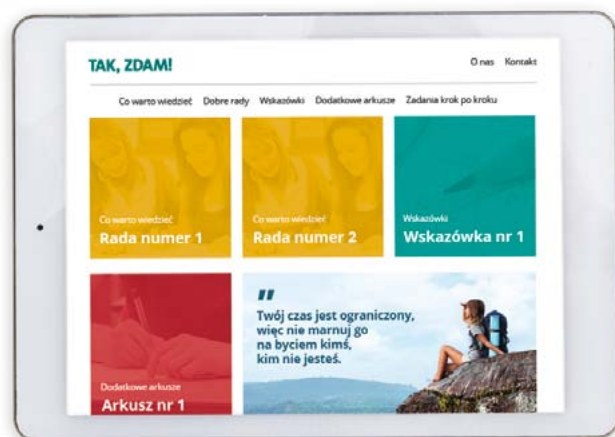 TAK, ZDAM!
O nas Kontakt
Co warto wiedzieć Dobre rady Wskazówki Dodatkowe arkusze Zadania krok po kroku
Co warto wiedzieć
Rada numer 1
Co warto wiedzieć
Rada numer 2
Wskazówki
Wskazówka nr 1
Dodatkowe arkusze
Arkusz nr 1
"
Twój czas jest ograniczony,
więc nie marnuj go
na byciem kimś,
kim nie jesteś.